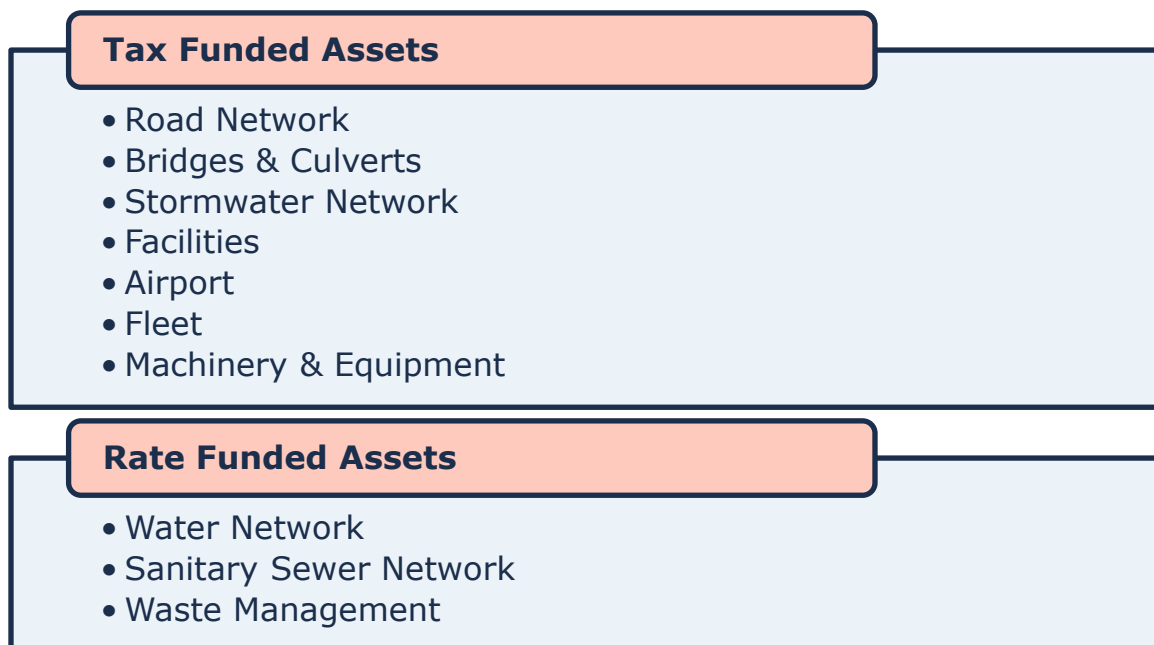 Tax Funded Assets
• Road Network
• Bridges & Culverts
• Stormwater Network
• Facilities
• Airport
• Fleet
• Machinery & Equipment
Rate Funded Assets
• Water Network
• Sanitary Sewer Network
• Waste Management